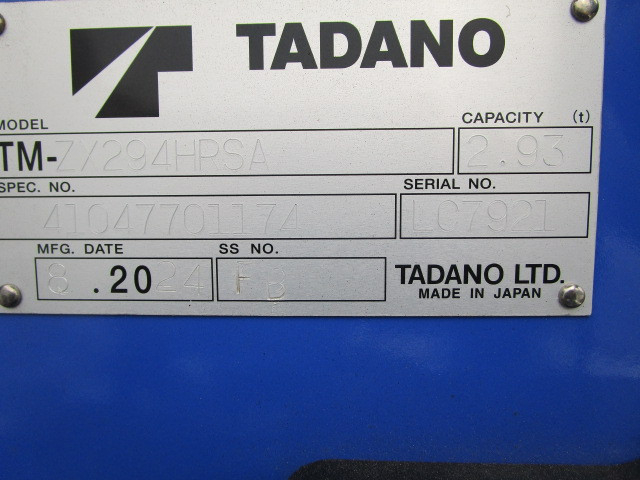 TADANO
MODEL
CAPACITY (t)
TM-Z/294HPSA
2.93
SPEC. NO.
SERIAL NO.
41047701174
LC7921
MFG. DATE
SS NO.
8 .2024
TADANO LTD.
MADE IN JAPAN